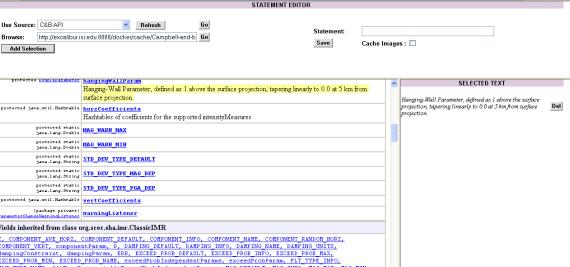 STATEMENT EDITOR
Use Source: C&B API Refresh Go
Browse: http://excalibur.isi.edu:8888/docker/cache/Campbell-and-b Go
Add Selection
Statement:
Save Cache Images :
SELECTED TEXT
Hanging-Wall Parameter, defined as 1 above the surface
projection, tapering linearly to 0.0 at 5 km from surface
projection.
Del
protected hangingWallParam
Hanging-Wall Parameter, defined as 1 above the surface projection, tapering linearly to 0.0 at 5 km from
surface projection.
protected java.util.Hashtable horzCoefficients
Hashtables of coefficients for the supported intensityMeasures
protected static
java.lang.Double MAG_WARN_MAX
protected static
java.lang.Double MAG_WARN_MIN
protected static
java.lang.String STD_DEV_TYPE_DEFAULT
protected static
java.lang.String STD_DEV_TYPE_MAG_DEP
protected static
java.lang.String STD_DEV_TYPE_PGA_DEP
protected java.util.Hashtable vertCoefficients
(package private)
ParameterChangeWarningListener warningListener
Fields inherited from class org.scec.sha.imr.ClassicIMR
COMPONENT_AVE_HORZ, COMPONENT_DEFAULT, COMPONENT_INFO, COMPONENT_NAME, COMPONENT_RANDOM_HORZ,
COMPONENT_VERT, componentParam, D, DAMPING_DEFAULT, DAMPING_INFO, DAMPING_NAME, DAMPING_UNITS,
dampingConstraint, dampingParam, ERR, EXCEED_PROB_DEFAULT, EXCEED_PROB_INFO, EXCEED_PROB_MAX,
EXCEED_PROB_MIN, EXCEED_PROB_NAME, exceedProbIndependentParams, exceedProbParam, FLT_TYPE_INFO,